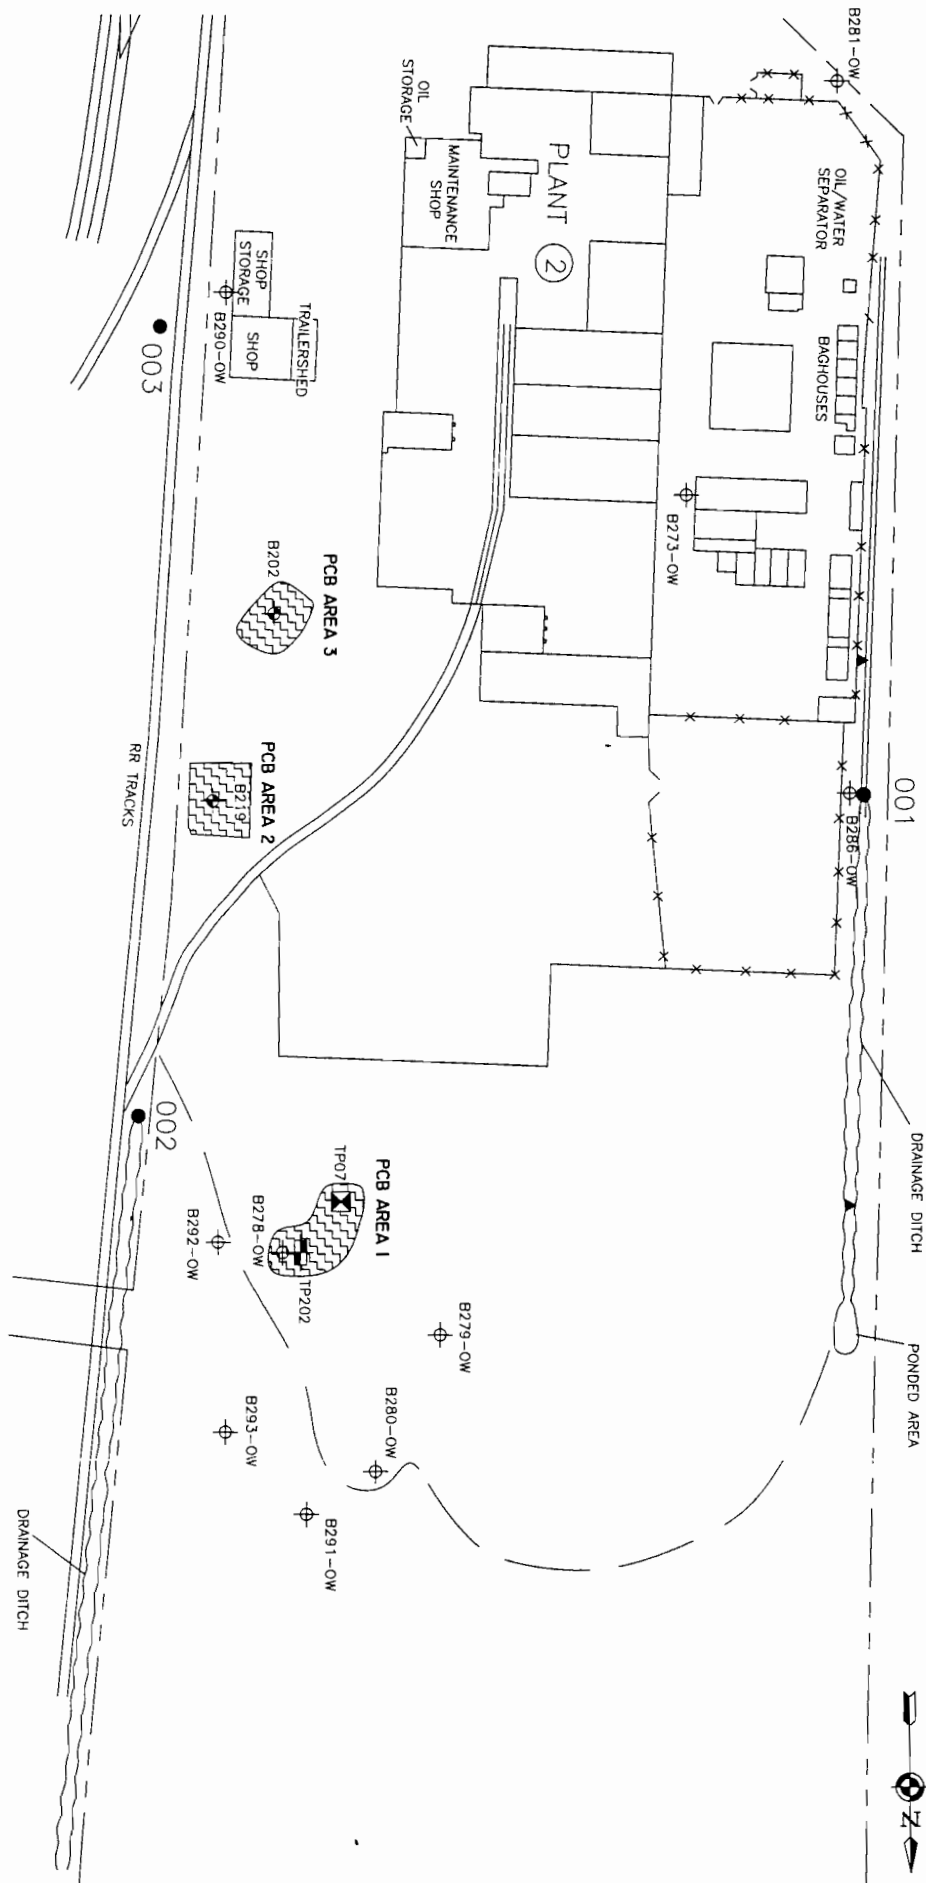 B281-OW
OIL
STORAGE
MAINTENANCE
SHOP
PLANT
2
OIL/WATER
SEPARATOR
BAGHOUSES
SHOP
STORAGE
TRAILERSHED
SHOP
B290-OW
003
B273-OW
PCB AREA 3
B202
PCB AREA 2
B219
RR TRACKS
001
B286-OW
DRAINAGE DITCH
002
PCB AREA 1
TP07
TP202
B278-OW
B292-OW
B279-OW
PONDED AREA
B280-OW
B293-OW
B291-OW
DRAINAGE DITCH
N